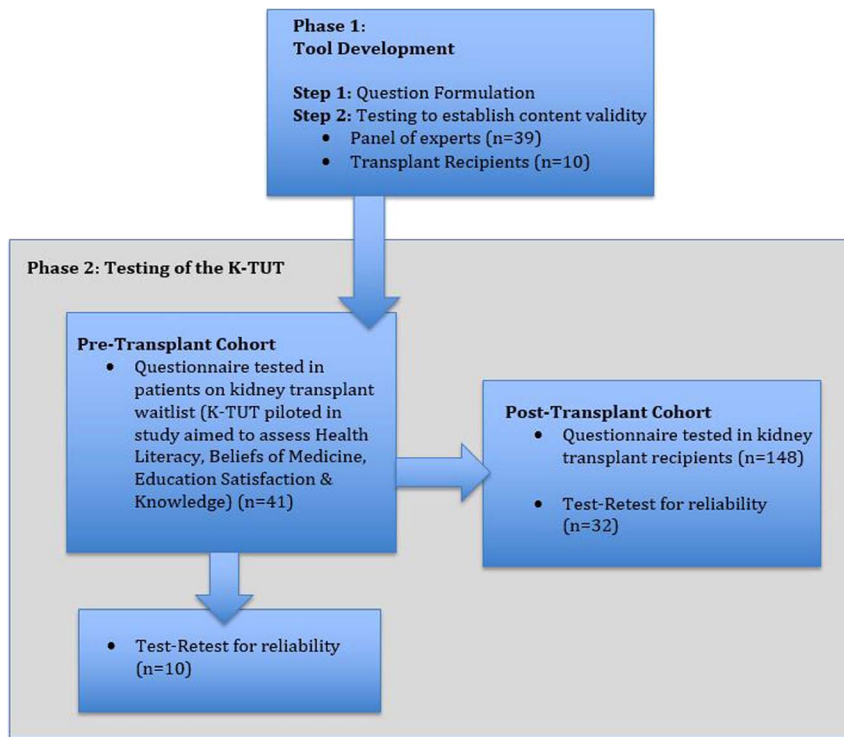 Phase 1:
Tool Development
Step 1: Question Formulation
Step 2: Testing to establish content validity
• Panel of experts (n=39)
• Transplant Recipients (n=10)
Phase 2: Testing of the K-TUT
Pre-Transplant Cohort
• Questionnaire tested in
patients on kidney transplant
waitlist (K-TUT piloted in
study aimed to assess Health
Literacy, Beliefs of Medicine,
Education Satisfaction &
Knowledge) (n=41)
Post-Transplant Cohort
• Questionnaire tested in kidney
transplant recipients (n=148)
• Test-Retest for reliability
(n=32)
• Test-Retest for reliability
(n=10)